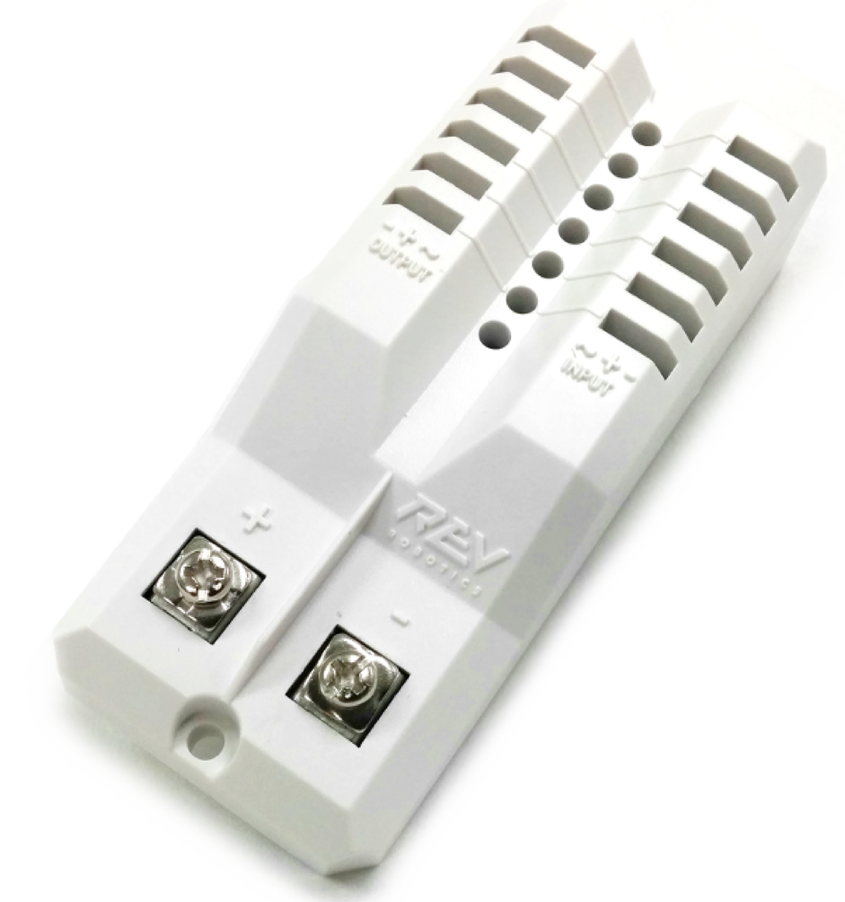 - + ~
OUTPUT
~ + -
INPUT
REV
ROBOTICS
+
-